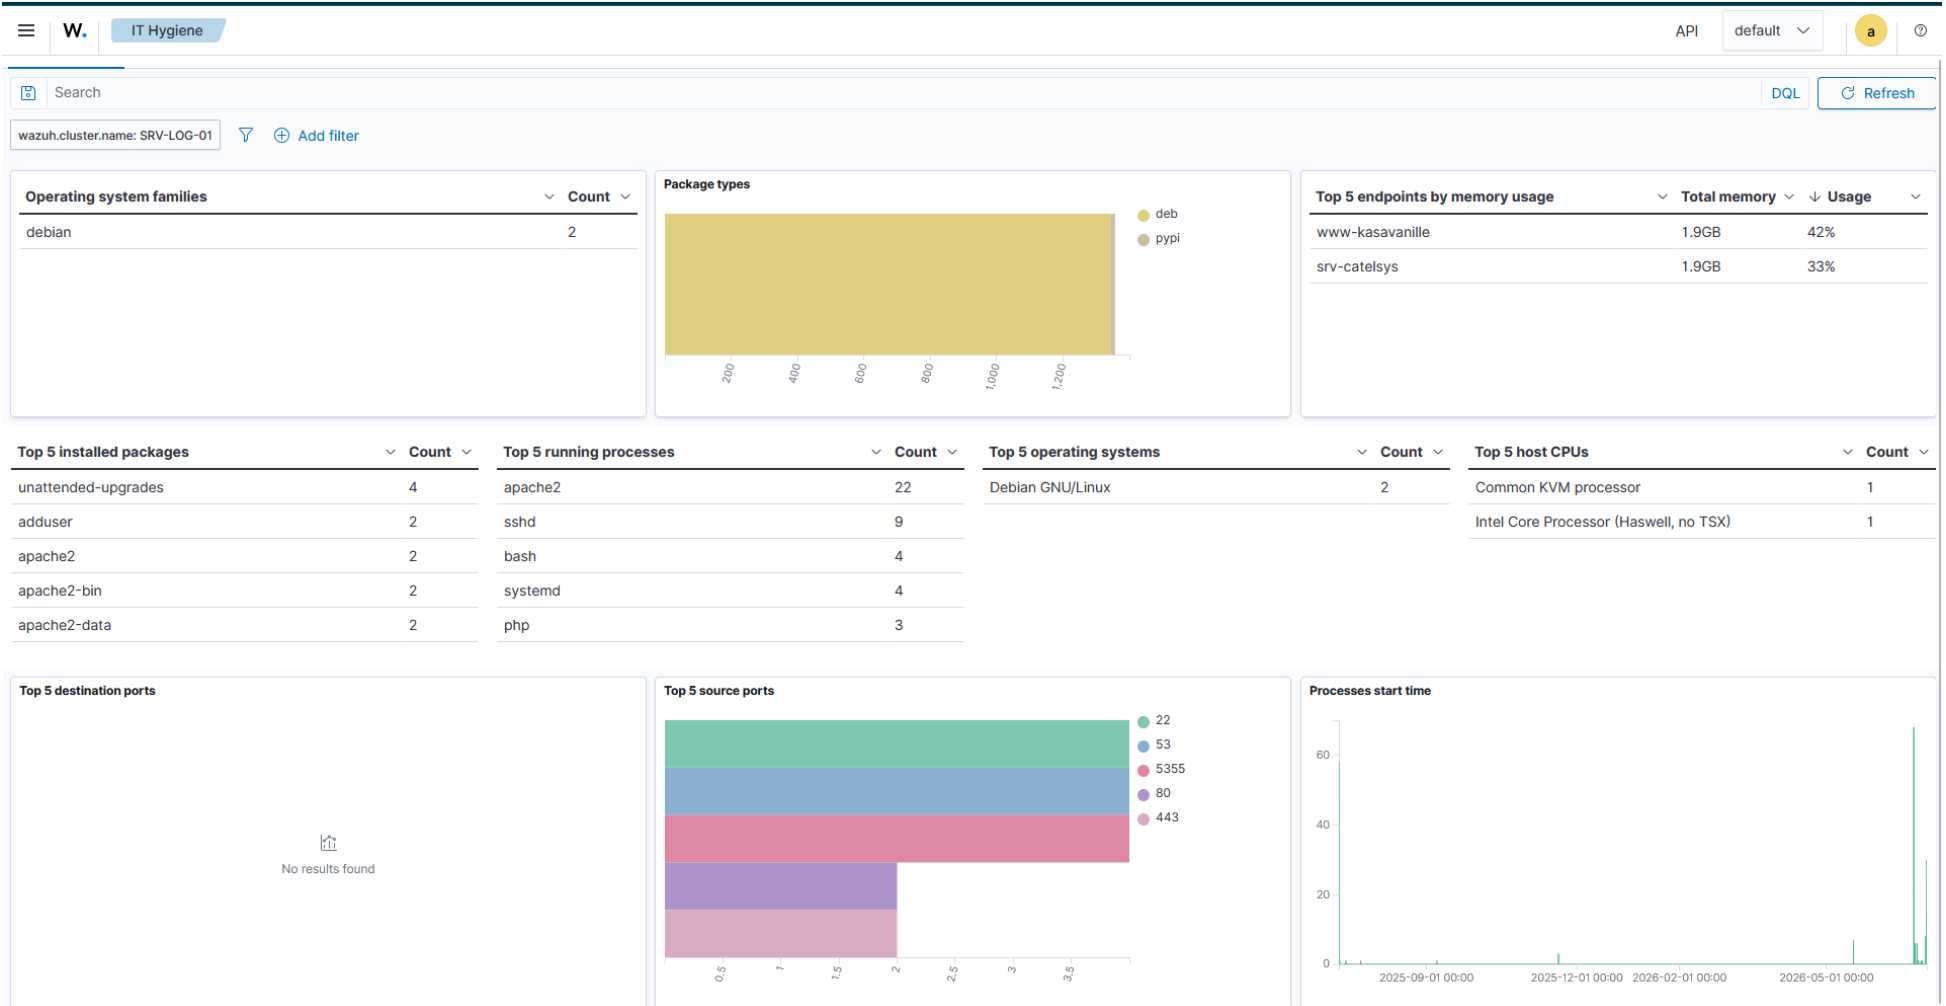 W. IT Hygiene API default a
Search DQL Refresh
wazuh.cluster.name: SRV-LOG-01 Add filter
Operating system families Count
debian 2
Package types
deb
pypi
200 400 600 800 1,000 1,200
Top 5 endpoints by memory usage Total memory Usage
www-kasavanille 1.9GB 42%
srv-catelsys 1.9GB 33%
Top 5 installed packages Count
unattended-upgrades 4
adduser 2
apache2 2
apache2-bin 2
apache2-data 2
Top 5 running processes Count
apache2 22
sshd 9
bash 4
systemd 4
php 3
Top 5 operating systems Count
Debian GNU/Linux 2
Top 5 host CPUs Count
Common KVM processor 1
Intel Core Processor (Haswell, no TSX) 1
Top 5 destination ports
No results found
Top 5 source ports
22
53
5355
80
443
0.5 1 1.5 2 2.5 3 3.5
Processes start time
60
40
20
0
2025-09-01 00:00 2025-12-01 00:00 2026-02-01 00:00 2026-05-01 00:00